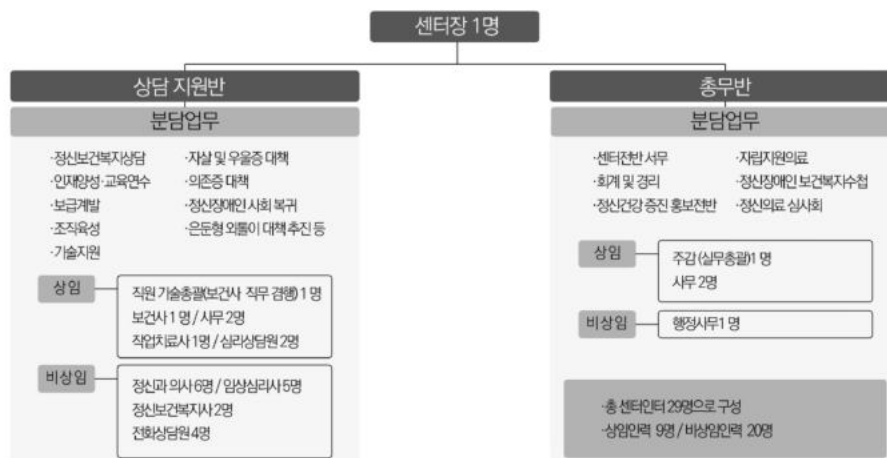 센터장 1명
상담 지원반
분담업무
·정신보건복지상담
·인재양성·교육연수
·보급계발
·조직육성
·기술지원
·자살 및 우울증 대책
·의존증 대책
·정신장애인 사회 복귀
·은둔형 외톨이 대책 추진 등
상임
직원 기술총괄(보건사 직무 겸행) 1 명
보건사 1 명 / 사무 2명
작업치료사 1명 / 심리상담원 2명
비상임
정신과 의사 6명 / 임상심리사 5명
정신보건복지사 2명
전화상담원 4명
총무반
분담업무
·센터전반 서무
·회계 및 경리
·정신건강 증진 홍보전반
·자립지원의료
·정신장애인 보건복지수첩
·정신의료 심사회
상임
주감 (실무총괄)1 명
사무 2명
비상임
행정사무1 명
·총 센터인터 29명으로 구성
·상임인력 9명 / 비상임인력 20명